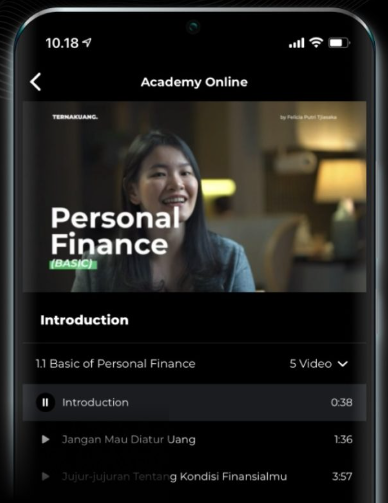 10.18
Academy Online
TERNAKUANG.
by Felicia Putri Tjiasaka
Personal
Finance
(BASIC)
Introduction
1.1 Basic of Personal Finance
5 Video
Introduction
0:38
Jangan Mau Diatur Uang
1:36
Jujur-jujuran Tentang Kondisi Finansialmu
3:57